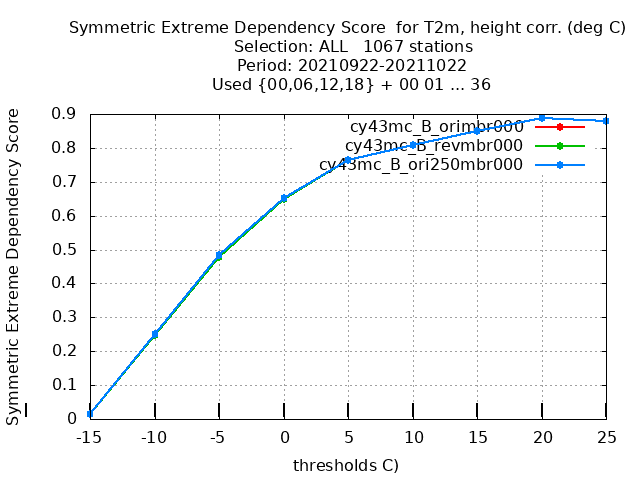 Symmetric Extreme Dependency Score  for T2m, height corr. (deg C)
Selection: ALL   1067 stations
Period: 20210922-20211022
Used {00,06,12,18} + 00 01 ... 36
Symmetric Extreme Dependency Score
0.9
0.8
0.7
0.6
0.5
0.4
0.3
0.2
0.1
0
cy43mc_B_orimbr000
cy43mc_B_revmbr000
cy43mc_B_ori250mbr000
-15 -10 -5 0 5 10 15 20 25
thresholds C)